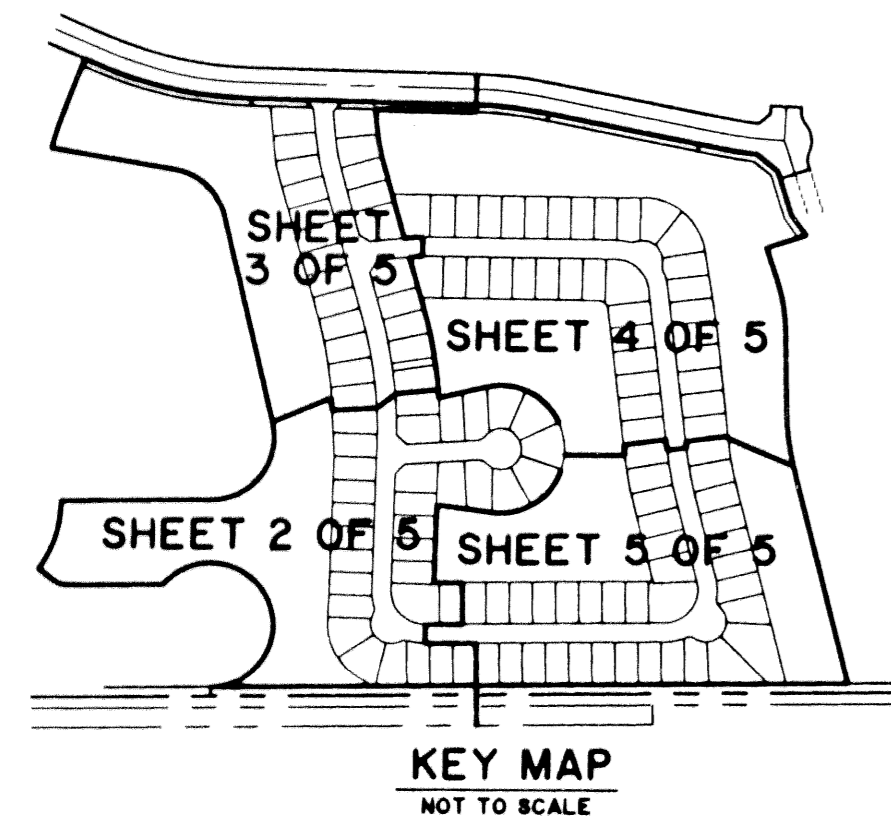 SHEET
3 OF 5
SHEET 4 OF 5
SHEET 2 OF 5
SHEET 5 OF 5
KEY MAP
NOT TO SCALE